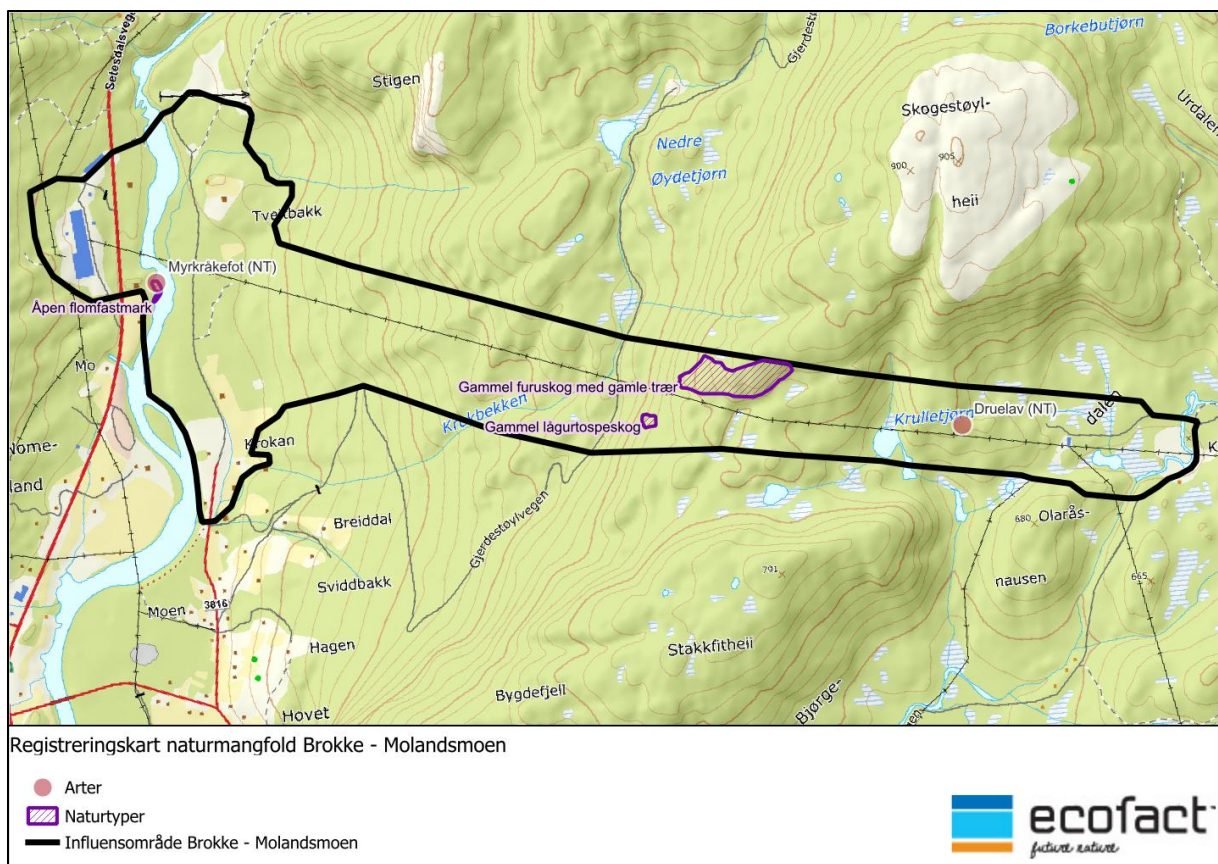 Borkebutjørn
Setesdalsvegen
Gjerdestøyl
Stigen
Skogestøyl-
Urdalen
Nedre
Øydetjørn
900
905
heii
Tveitbakk
Myrkråkefot (NT)
Åpen flomfastmark
Mo
Gammel furuskog med gamle trær
Krokbekken
Gammel lågurtospeskog
Krulletjørn
Druelav (NT)
dalen
K
Nome-
land
Krokan
Gjerdestøylvegen
Breiddal
680
Olarås-
nausen
Sviddbakk
791
665
Moen
3816
Hagen
Stakkfitheii
Bygdefjell
Bjørge-
Hovet
Registreringskart naturmangfold Brokke - Molandsmoen
Arter
Naturtyper
Influensområde Brokke - Molandsmoen
ecofact
future nature